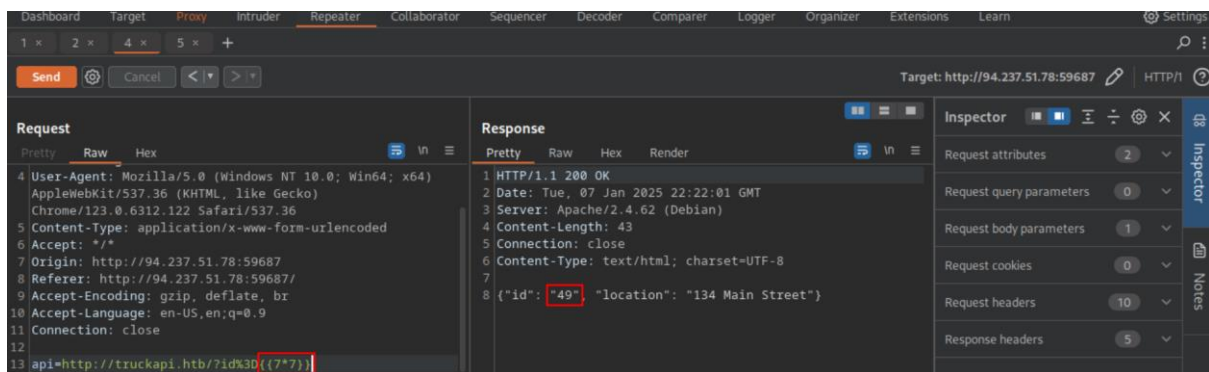 Dashboard Target Proxy Intruder Repeater Collaborator Sequencer Decoder Comparer Logger Organizer Extensions Learn Settings
1 × 2 × 4 × 5 × +
Send Cancel < > Target: http://94.237.51.78:59687 HTTP/1
Request
Pretty Raw Hex \n
4 User-Agent: Mozilla/5.0 (Windows NT 10.0; Win64; x64)
AppleWebKit/537.36 (KHTML, like Gecko)
Chrome/123.0.6312.122 Safari/537.36
5 Content-Type: application/x-www-form-urlencoded
6 Accept: */*
7 Origin: http://94.237.51.78:59687
8 Referer: http://94.237.51.78:59687/
9 Accept-Encoding: gzip, deflate, br
10 Accept-Language: en-US,en;q=0.9
11 Connection: close
12
13 api=http://truckapi.htb/?id%3D{{7*7}}
Response
Pretty Raw Hex Render \n
1 HTTP/1.1 200 OK
2 Date: Tue, 07 Jan 2025 22:22:01 GMT
3 Server: Apache/2.4.62 (Debian)
4 Content-Length: 43
5 Connection: close
6 Content-Type: text/html; charset=UTF-8
7
8 {"id": "49", "location": "134 Main Street"}
Inspector
Request attributes 2
Request query parameters 0
Request body parameters 1
Request cookies 0
Request headers 10
Response headers 5
Inspector
Notes